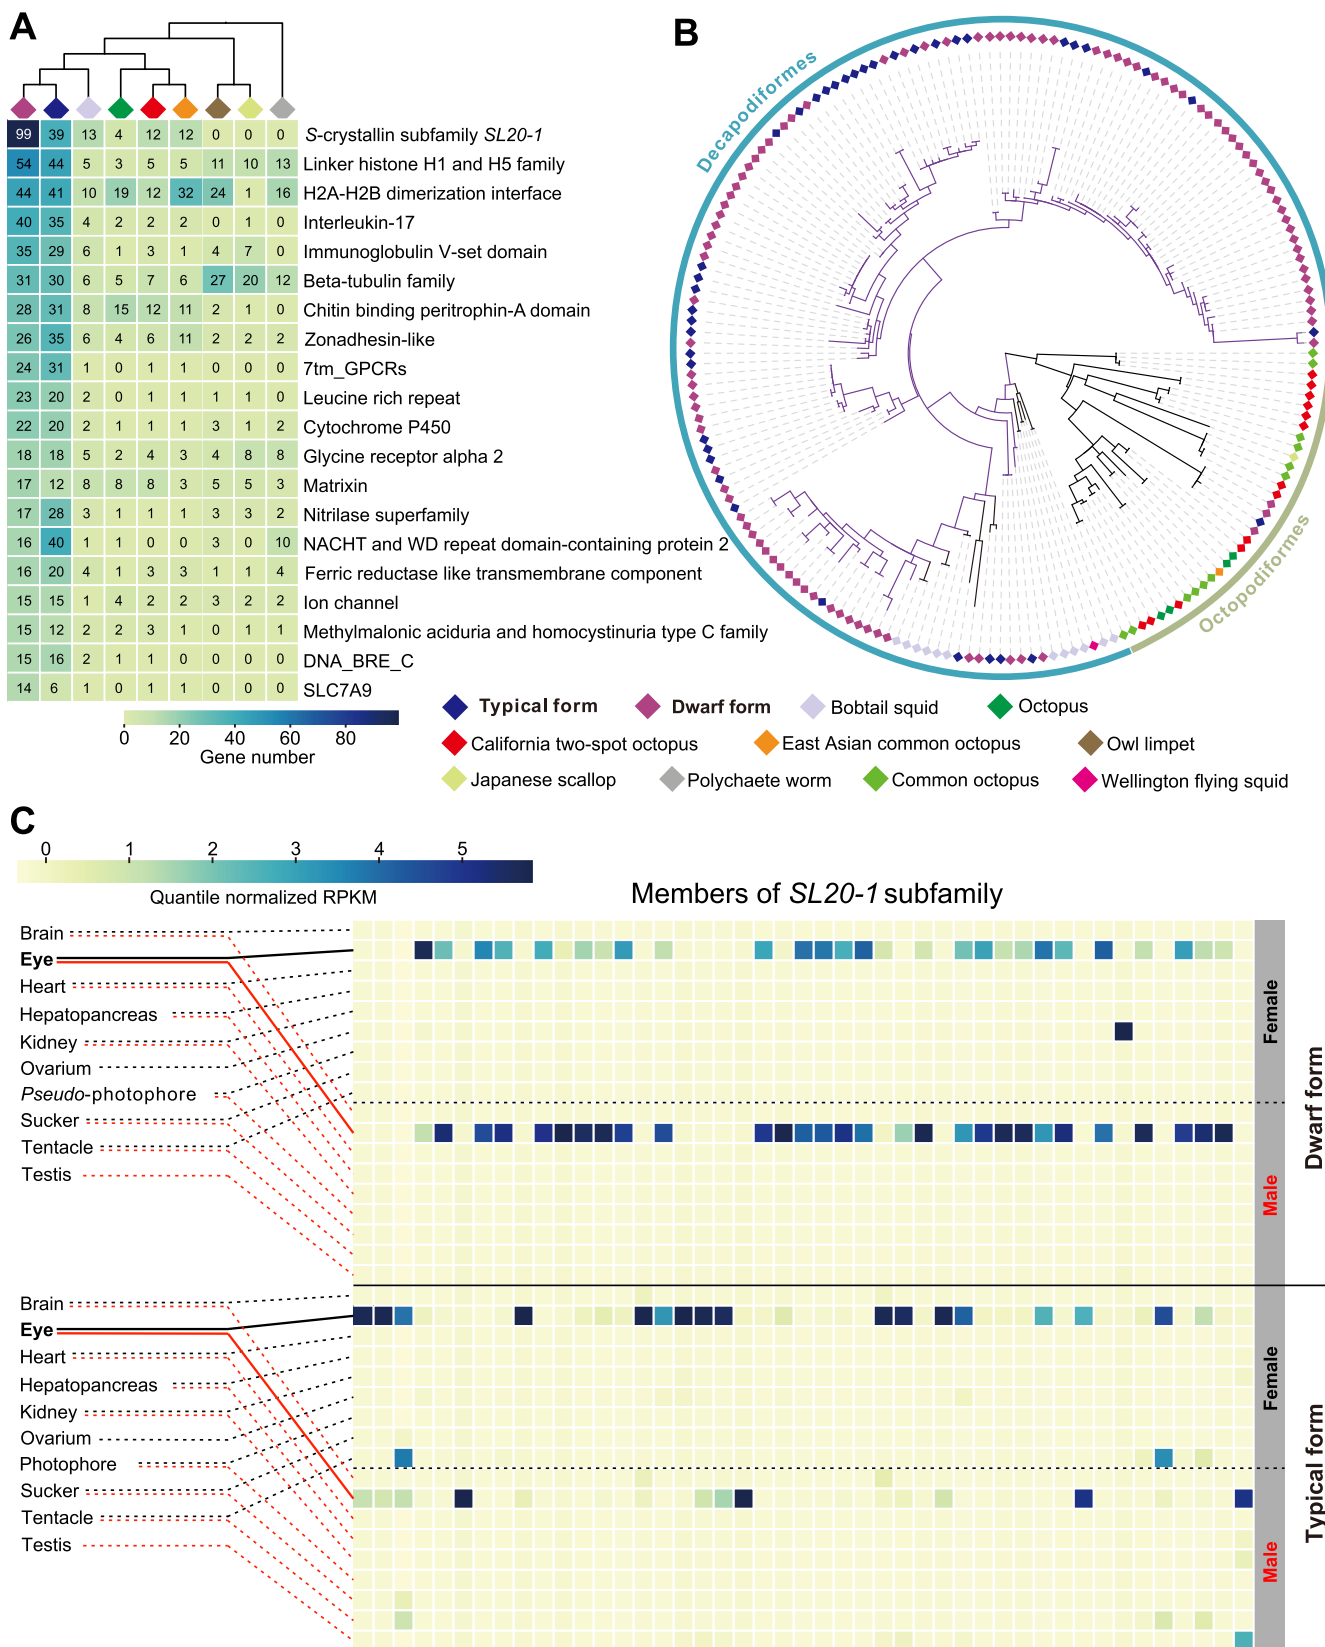 A
99 39 13 4 12 12 0 0 0 S-crystallin subfamily SL20-1
54 44 5 3 5 5 11 10 13 Linker histone H1 and H5 family
44 41 10 19 12 32 24 1 16 H2A-H2B dimerization interface
40 35 4 2 2 2 0 1 0 Interleukin-17
35 29 6 1 3 1 4 7 0 Immunoglobulin V-set domain
31 30 6 5 7 6 27 20 12 Beta-tubulin family
28 31 8 15 12 11 2 1 0 Chitin binding peritrophin-A domain
26 35 6 4 6 11 2 2 2 Zonadhesin-like
24 31 1 0 1 1 0 0 0 7tm_GPCRs
23 20 2 0 1 1 1 1 0 Leucine rich repeat
22 20 2 1 1 1 3 1 2 Cytochrome P450
18 18 5 2 4 3 4 8 8 Glycine receptor alpha 2
17 12 8 8 8 3 5 5 3 Matrixin
17 28 3 1 1 1 3 3 2 Nitrilase superfamily
16 40 1 1 0 0 3 0 10 NACHT and WD repeat domain-containing protein 2
16 20 4 1 3 3 1 1 4 Ferric reductase like transmembrane component
15 15 1 4 2 2 3 2 2 Ion channel
15 12 2 2 3 1 0 1 1 Methylmalonic aciduria and homocystinuria type C family
15 16 2 1 1 0 0 0 0 DNA_BRE_C
14 6 1 0 1 1 0 0 0 SLC7A9
0 20 40 60 80
Gene number
B
Decapodiformes
Octopodiformes
Typical form Dwarf form Bobtail squid Octopus
California two-spot octopus East Asian common octopus Owl limpet
Japanese scallop Polychaete worm Common octopus Wellington flying squid
C
0 1 2 3 4 5
Quantile normalized RPKM
Members of SL20-1 subfamily
Brain
Eye
Heart
Hepatopancreas
Kidney
Ovarium
Pseudo-photophore
Sucker
Tentacle
Testis
Female
Male
Dwarf form
Brain
Eye
Heart
Hepatopancreas
Kidney
Ovarium
Photophore
Sucker
Tentacle
Testis
Female
Male
Typical form